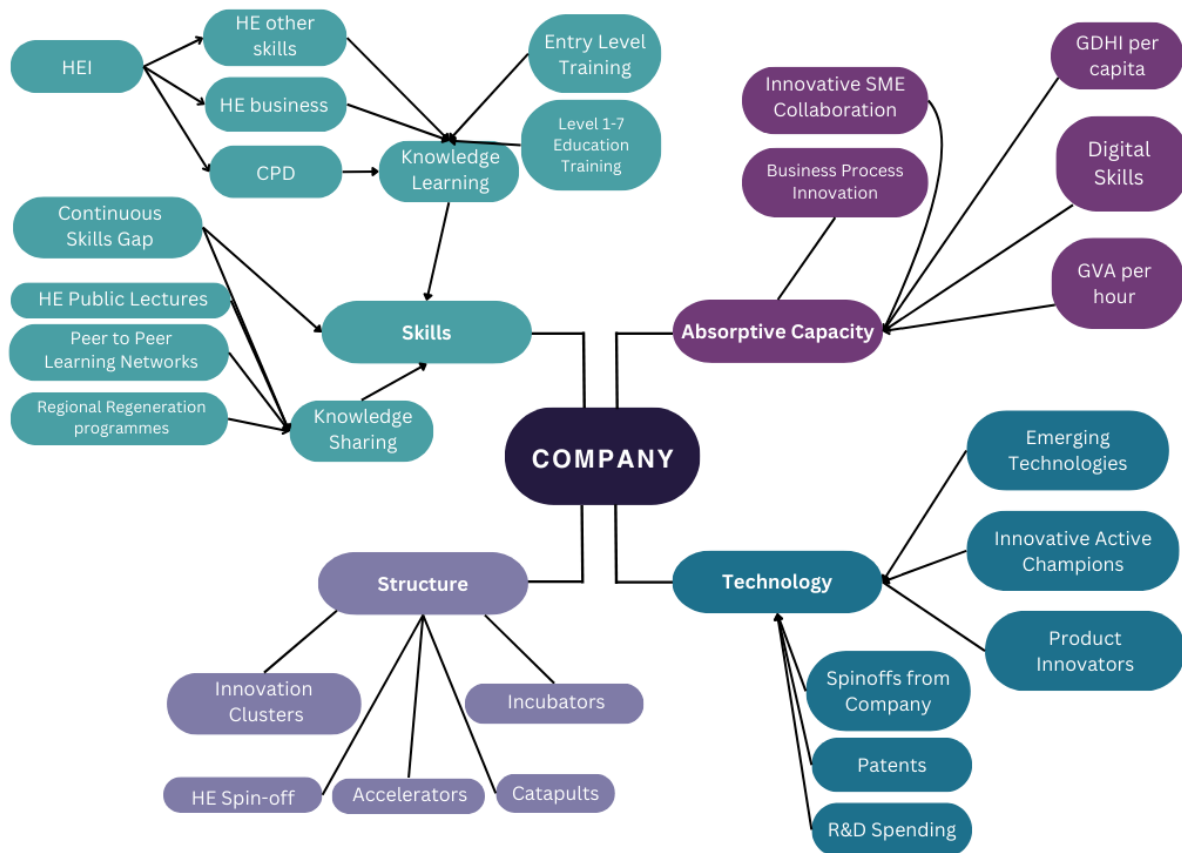 HEI
HE other
skills
HE business
CPD
Entry Level
Training
Level 1-7
Education
Training
Knowledge
Learning
Continuous
Skills Gap
HE Public Lectures
Peer to Peer
Learning Networks
Regional Regeneration
programmes
Knowledge
Sharing
Skills
Innovative SME
Collaboration
Business Process
Innovation
GDHI per
capita
Digital
Skills
GVA per
hour
Absorptive Capacity
COMPANY
Structure
Innovation
Clusters
Incubators
HE Spin-off
Accelerators
Catapults
Technology
Emerging
Technologies
Innovative Active
Champions
Product
Innovators
Spinoffs from
Company
Patents
R&D Spending